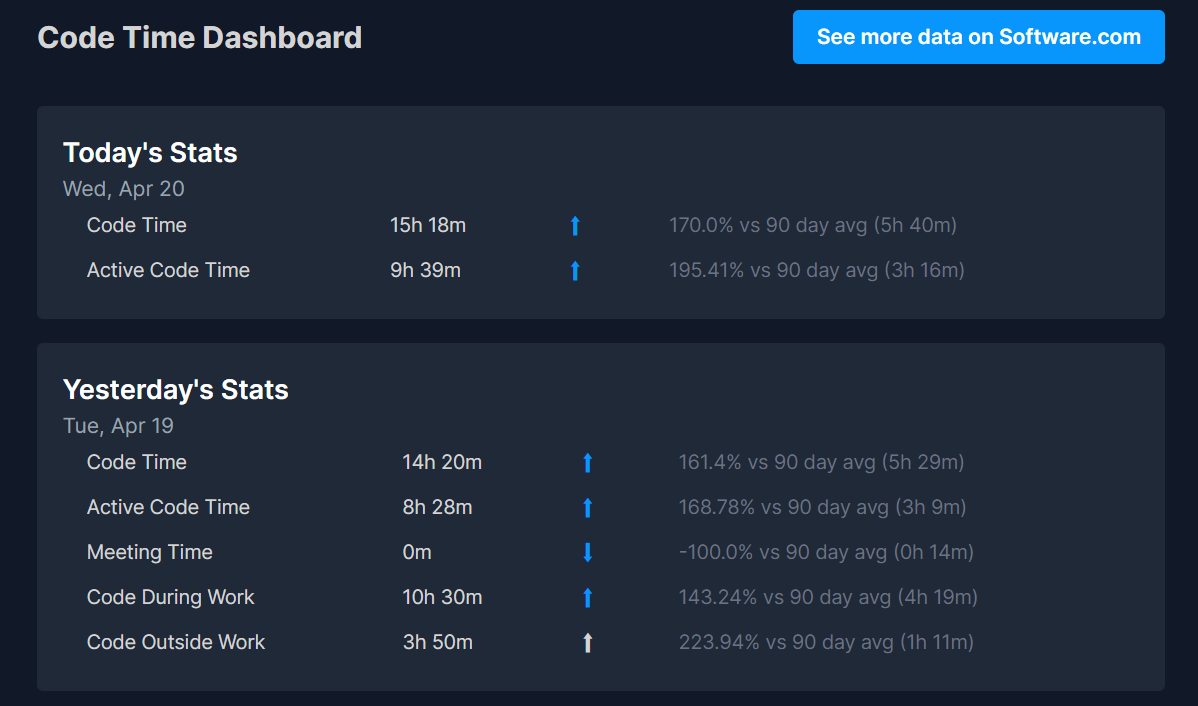 Code Time Dashboard
See more data on Software.com
Today's Stats
Wed, Apr 20
Code Time 15h 18m 170.0% vs 90 day avg (5h 40m)
Active Code Time 9h 39m 195.41% vs 90 day avg (3h 16m)
Yesterday's Stats
Tue, Apr 19
Code Time 14h 20m 161.4% vs 90 day avg (5h 29m)
Active Code Time 8h 28m 168.78% vs 90 day avg (3h 9m)
Meeting Time 0m -100.0% vs 90 day avg (0h 14m)
Code During Work 10h 30m 143.24% vs 90 day avg (4h 19m)
Code Outside Work 3h 50m 223.94% vs 90 day avg (1h 11m)